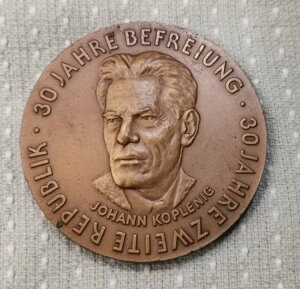 · 30 JAHRE BEFREIUNG · 30 JAHRE ZWEITE REPUBLIK
JOHANN KOPLENIG